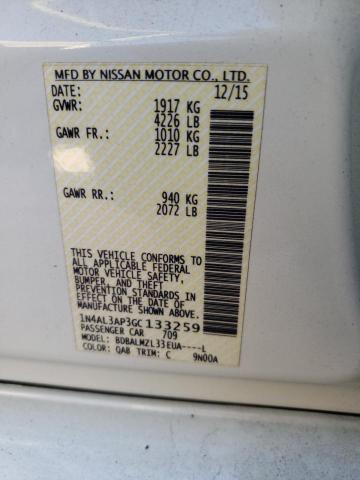 MFD BY NISSAN MOTOR CO., LTD.
DATE: 12/15
GVWR: 1917 KG
4226 LB
GAWR FR.: 1010 KG
2227 LB
GAWR RR.: 940 KG
2072 LB
THIS VEHICLE CONFORMS TO
ALL APPLICABLE FEDERAL
MOTOR VEHICLE SAFETY,
BUMPER, AND THEFT
PREVENTION STANDARDS
IN EFFECT ON THE DATE OF
MANUFACTURE SHOWN ABOVE.
1N4AL3AP3GC133259
PASSENGER CAR 709
MODEL: BDBALMZL33EUA----L
COLOR: QAB TRIM: C 9N00A